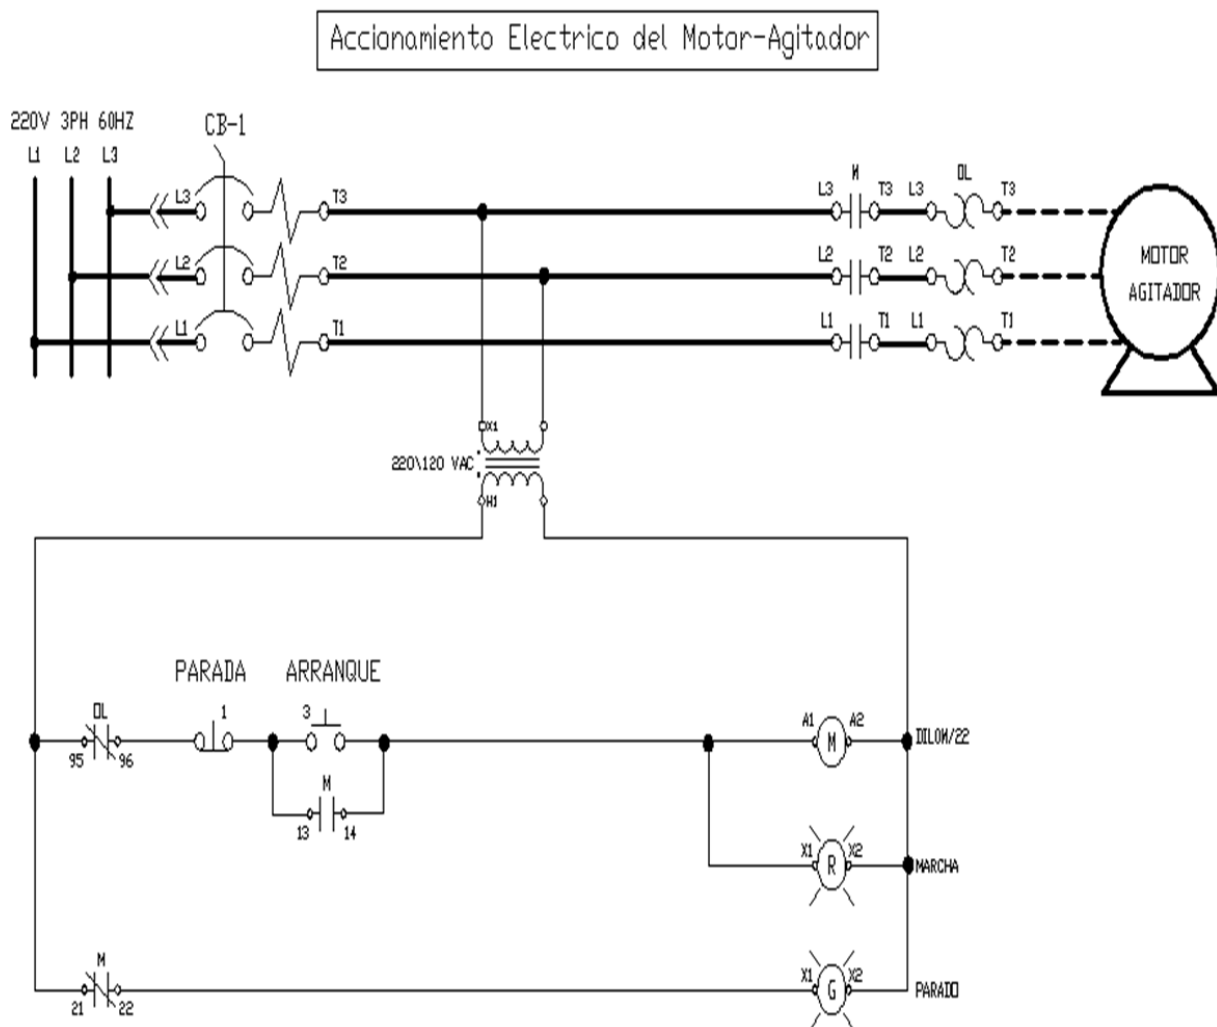 Accionamiento Electrico del Motor-Agitador
220V 3PH 60HZ
L1 L2 L3
CB-1
L3 T3 L3 M T3 L3 OL T3
L2 T2 L2 T2 L2 T2
L1 T1 L1 T1 L1 T1
MOTOR
AGITADOR
X1
220\120 VAC
H1
PARADA ARRANQUE
OL 1 3 A1 M A2 DILOM/22
95 96
M
13 14
X1 R X2 MARCHA
M
21 22
X1 G X2 PARADO